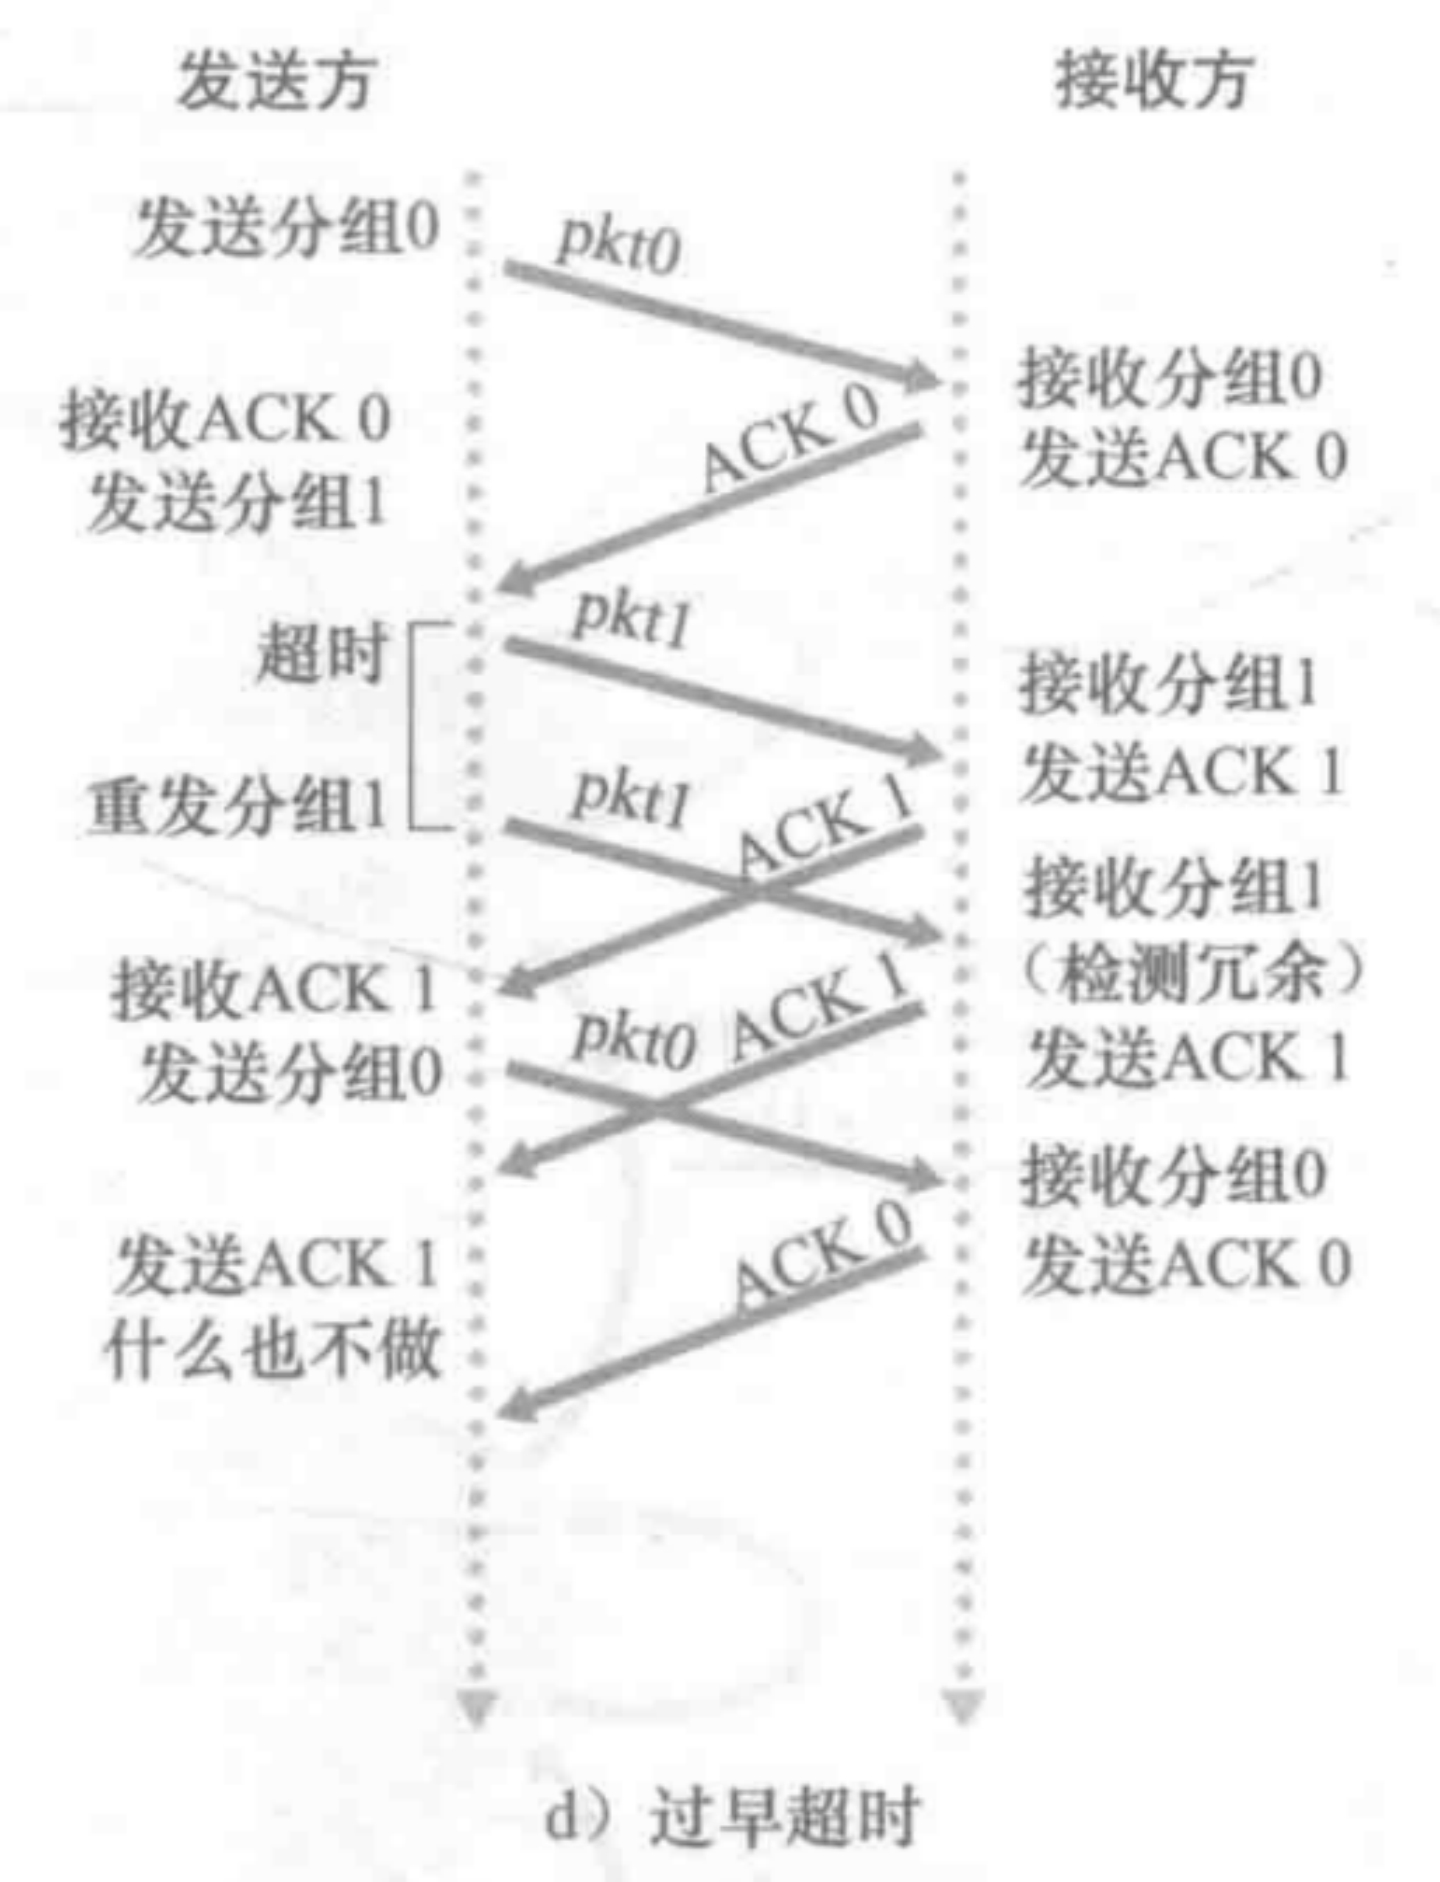 发送方
接收方
发送分组0
pkt0
接收分组0
发送ACK 0
ACK 0
接收ACK 0
发送分组1
pkt1
超时
接收分组1
发送ACK 1
重发分组1
pkt1
ACK 1
接收分组1
（检测冗余）
发送ACK 1
接收ACK 1
发送分组0
pkt0
ACK 1
接收分组0
发送ACK 0
ACK 0
发送ACK 1
什么也不做
d）过早超时